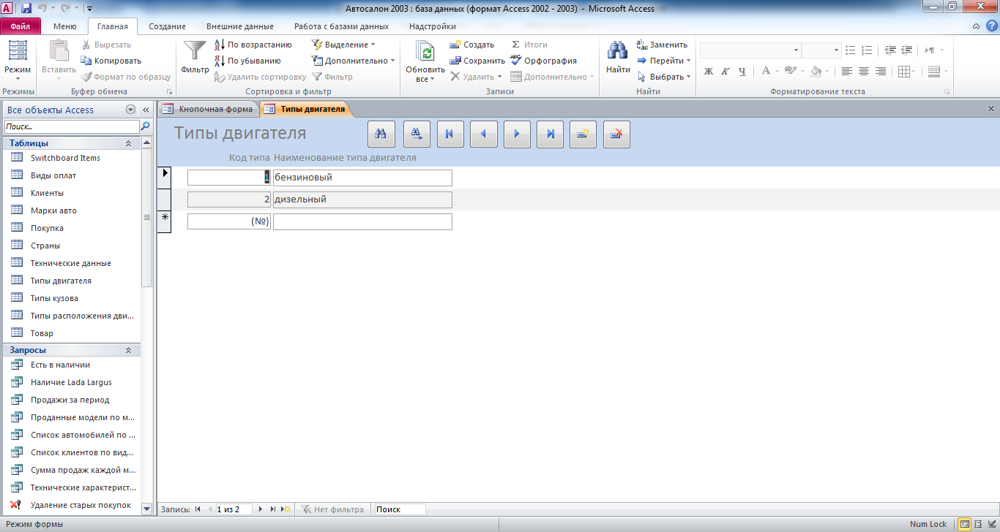 Автосалон 2003 : база данных (формат Access 2002 - 2003) - Microsoft Access
Файл Меню Главная Создание Внешние данные Работа с базами данных Надстройки
Режим
Режимы
Вставить
Вырезать
Копировать
Формат по образцу
Буфер обмена
Фильтр
По возрастанию
По убыванию
Удалить сортировку
Выделение
Дополнительно
Фильтр
Сортировка и фильтр
Обновить
все
Создать
Сохранить
Удалить
Итоги
Орфография
Дополнительно
Записи
Найти
Заменить
Перейти
Выбрать
Найти
Ж К Ч А
Форматирование текста
Все объекты Access
Поиск...
Таблицы
Switchboard Items
Виды оплат
Клиенты
Марки авто
Покупка
Страны
Технические данные
Типы двигателя
Типы кузова
Типы расположения дви...
Товар
Запросы
Есть в наличии
Наличие Lada Largus
Продажи за период
Проданные модели по м...
Список автомобилей по ...
Список клиентов по вид...
Сумма продаж каждой м...
Технические характерист...
Удаление старых покупок
Кнопочная форма Типы двигателя
Типы двигателя
Код типа Наименование типа двигателя
1 бензиновый
2 дизельный
(№)
Запись: 1 из 2 Нет фильтра Поиск
Режим формы Num Lock